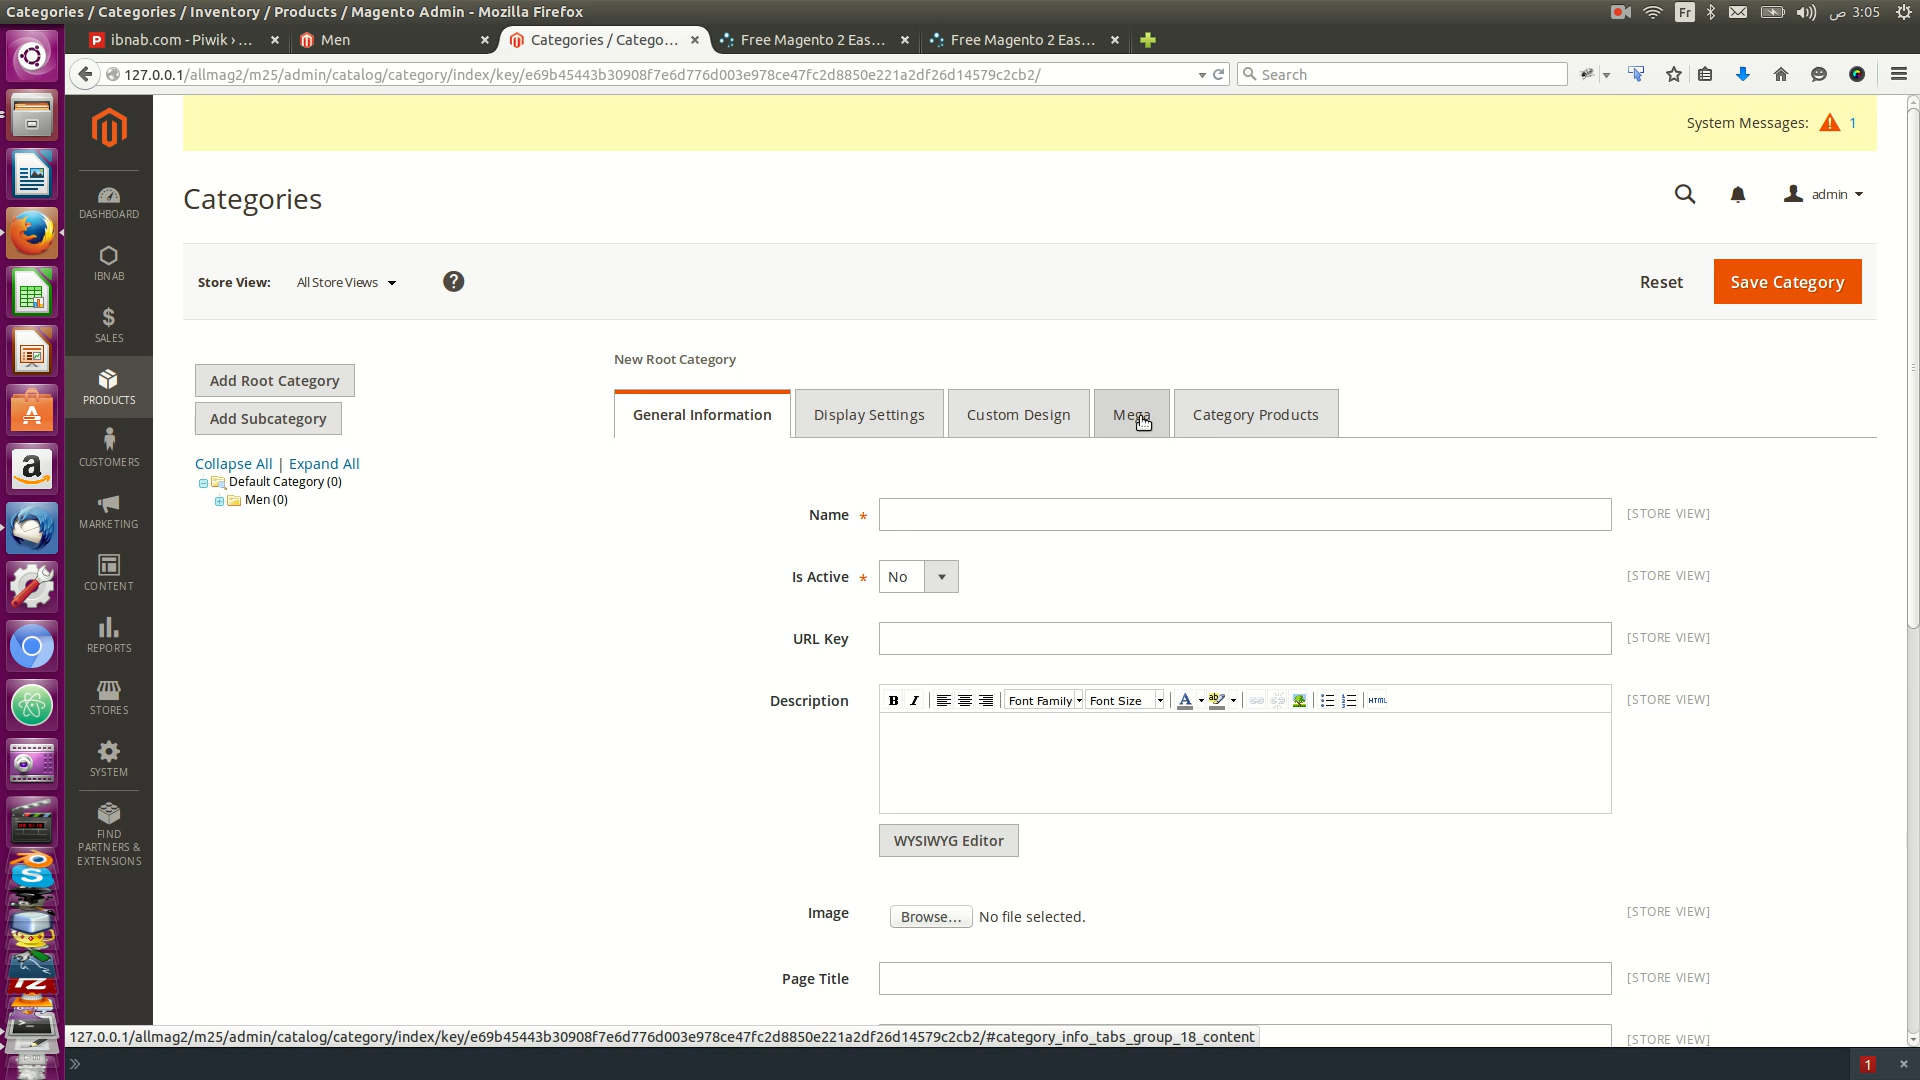 Categories / Categories / Inventory / Products / Magento Admin - Mozilla Firefox
Fr
ص 3:05
ibnab.com - Piwik › ...
Men
Categories / Catego...
Free Magento 2 Eas...
Free Magento 2 Eas...
127.0.0.1/allmag2/m25/admin/catalog/category/index/key/e69b45443b30908f7e6d776d003e978ce47fc2d8850e221a2df26d14579c2cb2/
Search
System Messages: 1
Categories
admin
Store View: All Store Views
?
Reset
Save Category
DASHBOARD
IBNAB
SALES
PRODUCTS
CUSTOMERS
MARKETING
CONTENT
REPORTS
STORES
SYSTEM
FIND
PARTNERS &
EXTENSIONS
Add Root Category
Add Subcategory
Collapse All | Expand All
Default Category (0)
Men (0)
New Root Category
General Information
Display Settings
Custom Design
Mega
Category Products
Name *
[STORE VIEW]
Is Active *
No
[STORE VIEW]
URL Key
[STORE VIEW]
Description
B I
Font Family
Font Size
A
HTML
[STORE VIEW]
WYSIWYG Editor
Image
Browse... No file selected.
[STORE VIEW]
Page Title
[STORE VIEW]
[STORE VIEW]
127.0.0.1/allmag2/m25/admin/catalog/category/index/key/e69b45443b30908f7e6d776d003e978ce47fc2d8850e221a2df26d14579c2cb2/#category_info_tabs_group_18_content
1